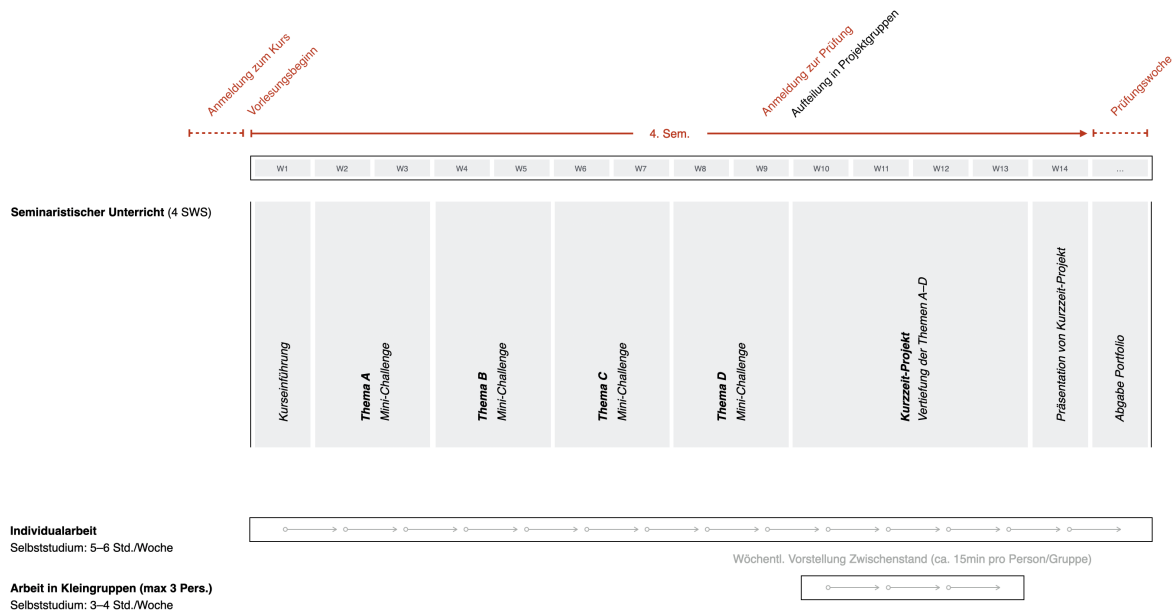 Anmeldung zum Kurs
Vorlesungsbeginn
Anmeldung zur Prüfung
Aufteilung in Projektgruppen
Prüfungswoche
4. Sem.
W1 W2 W3 W4 W5 W6 W7 W8 W9 W10 W11 W12 W13 W14 ...
Seminaristischer Unterricht (4 SWS)
Kurseinführung
Thema A
Mini-Challenge
Thema B
Mini-Challenge
Thema C
Mini-Challenge
Thema D
Mini-Challenge
Kurzzeit-Projekt
Vertiefung der Themen A–D
Präsentation von Kurzzeit-Projekt
Abgabe Portfolio
Individualarbeit
Selbststudium: 5–6 Std./Woche
Wöchentl. Vorstellung Zwischenstand (ca. 15min pro Person/Gruppe)
Arbeit in Kleingruppen (max 3 Pers.)
Selbststudium: 3–4 Std./Woche